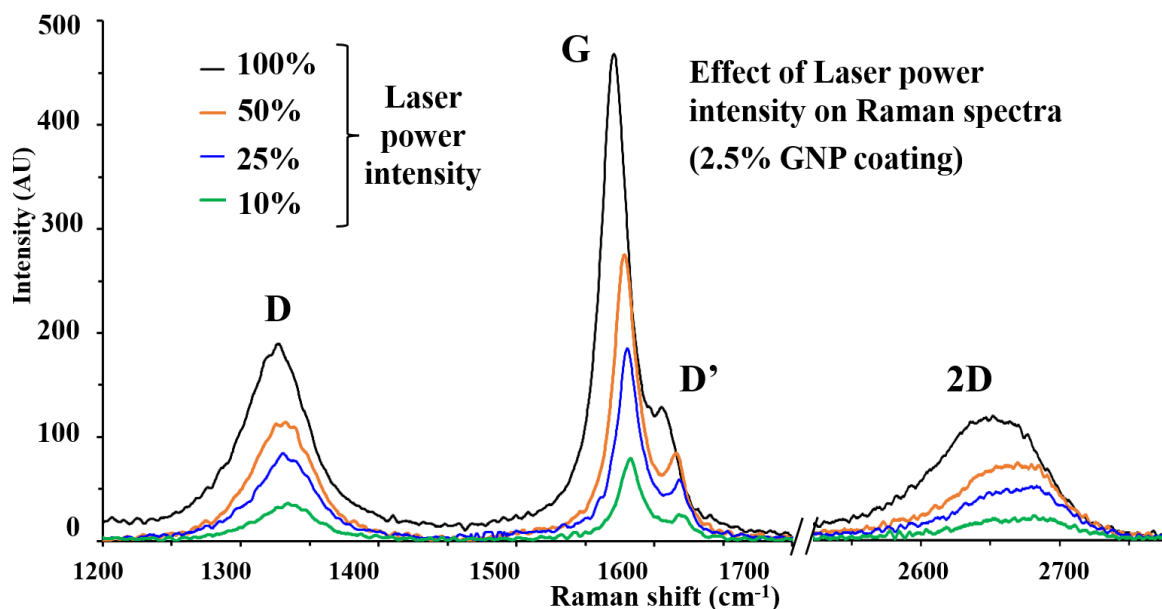 500
400
300
200
100
0
Intensity (AU)
100%
50%
25%
10%
Laser
power
intensity
D
G
D’
2D
Effect of Laser power
intensity on Raman spectra
(2.5% GNP coating)
1200
1300
1400
1500
1600
1700
2600
2700
Raman shift (cm⁻¹)